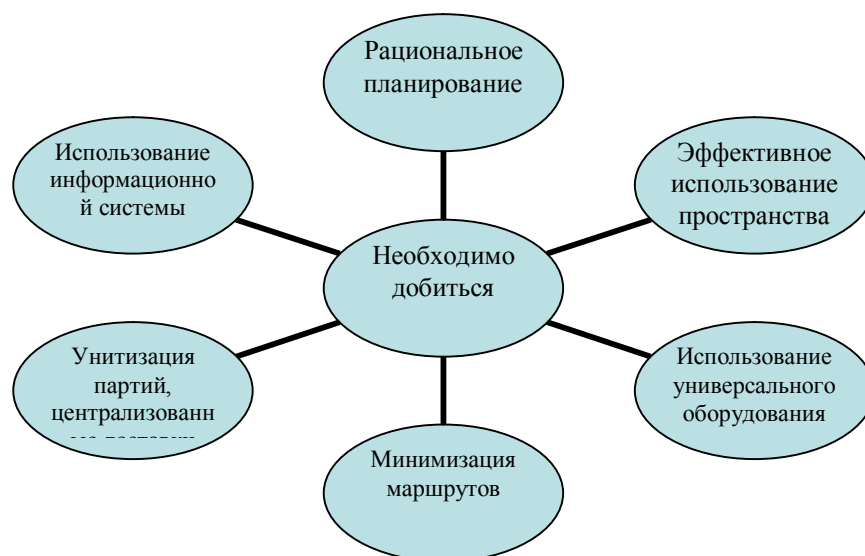 Рациональное
планирование
Использование
информационно
й системы
Эффективное
использование
пространства
Необходимо
добиться
Унитизация
партий,
централизованн
Использование
универсального
оборудования
Минимизация
маршрутов